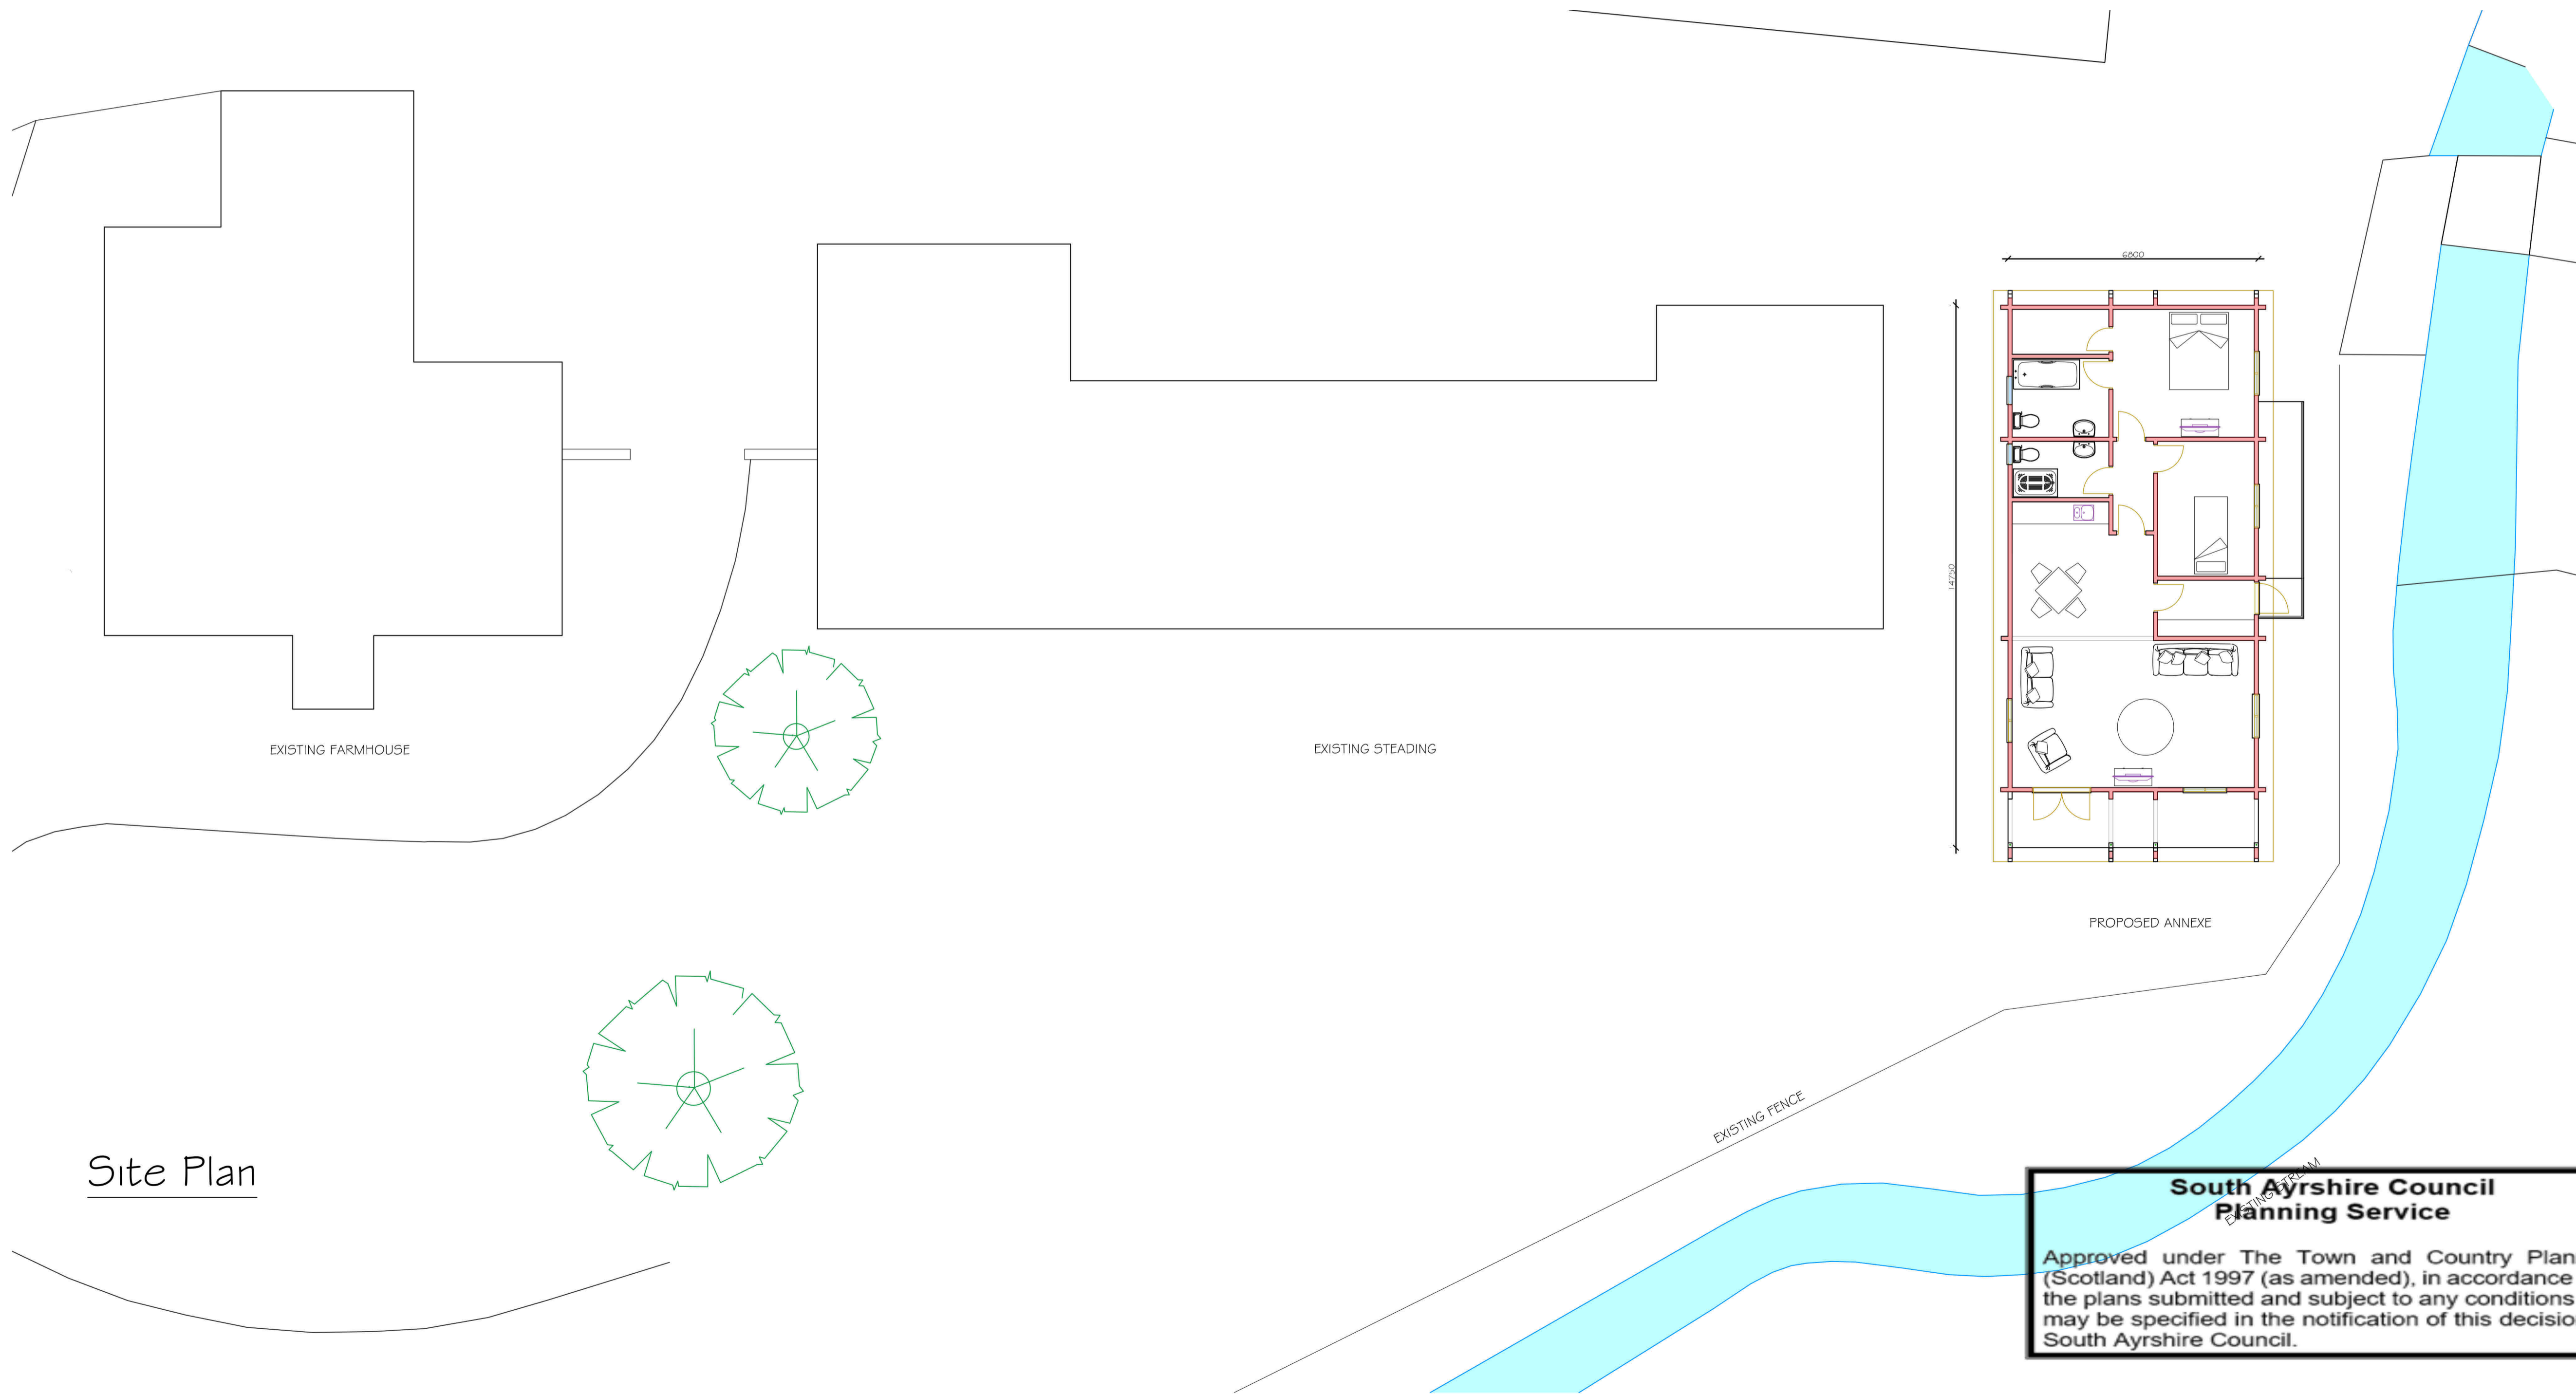 6800
14750
EXISTING FARMHOUSE
EXISTING STEADING
PROPOSED ANNEXE
EXISTING FENCE
EXISTING STREAM
Site Plan
South Ayrshire Council
Planning Service
Approved under The Town and Country Plan
(Scotland) Act 1997 (as amended), in accordance
the plans submitted and subject to any conditions
may be specified in the notification of this decisio
South Ayrshire Council.